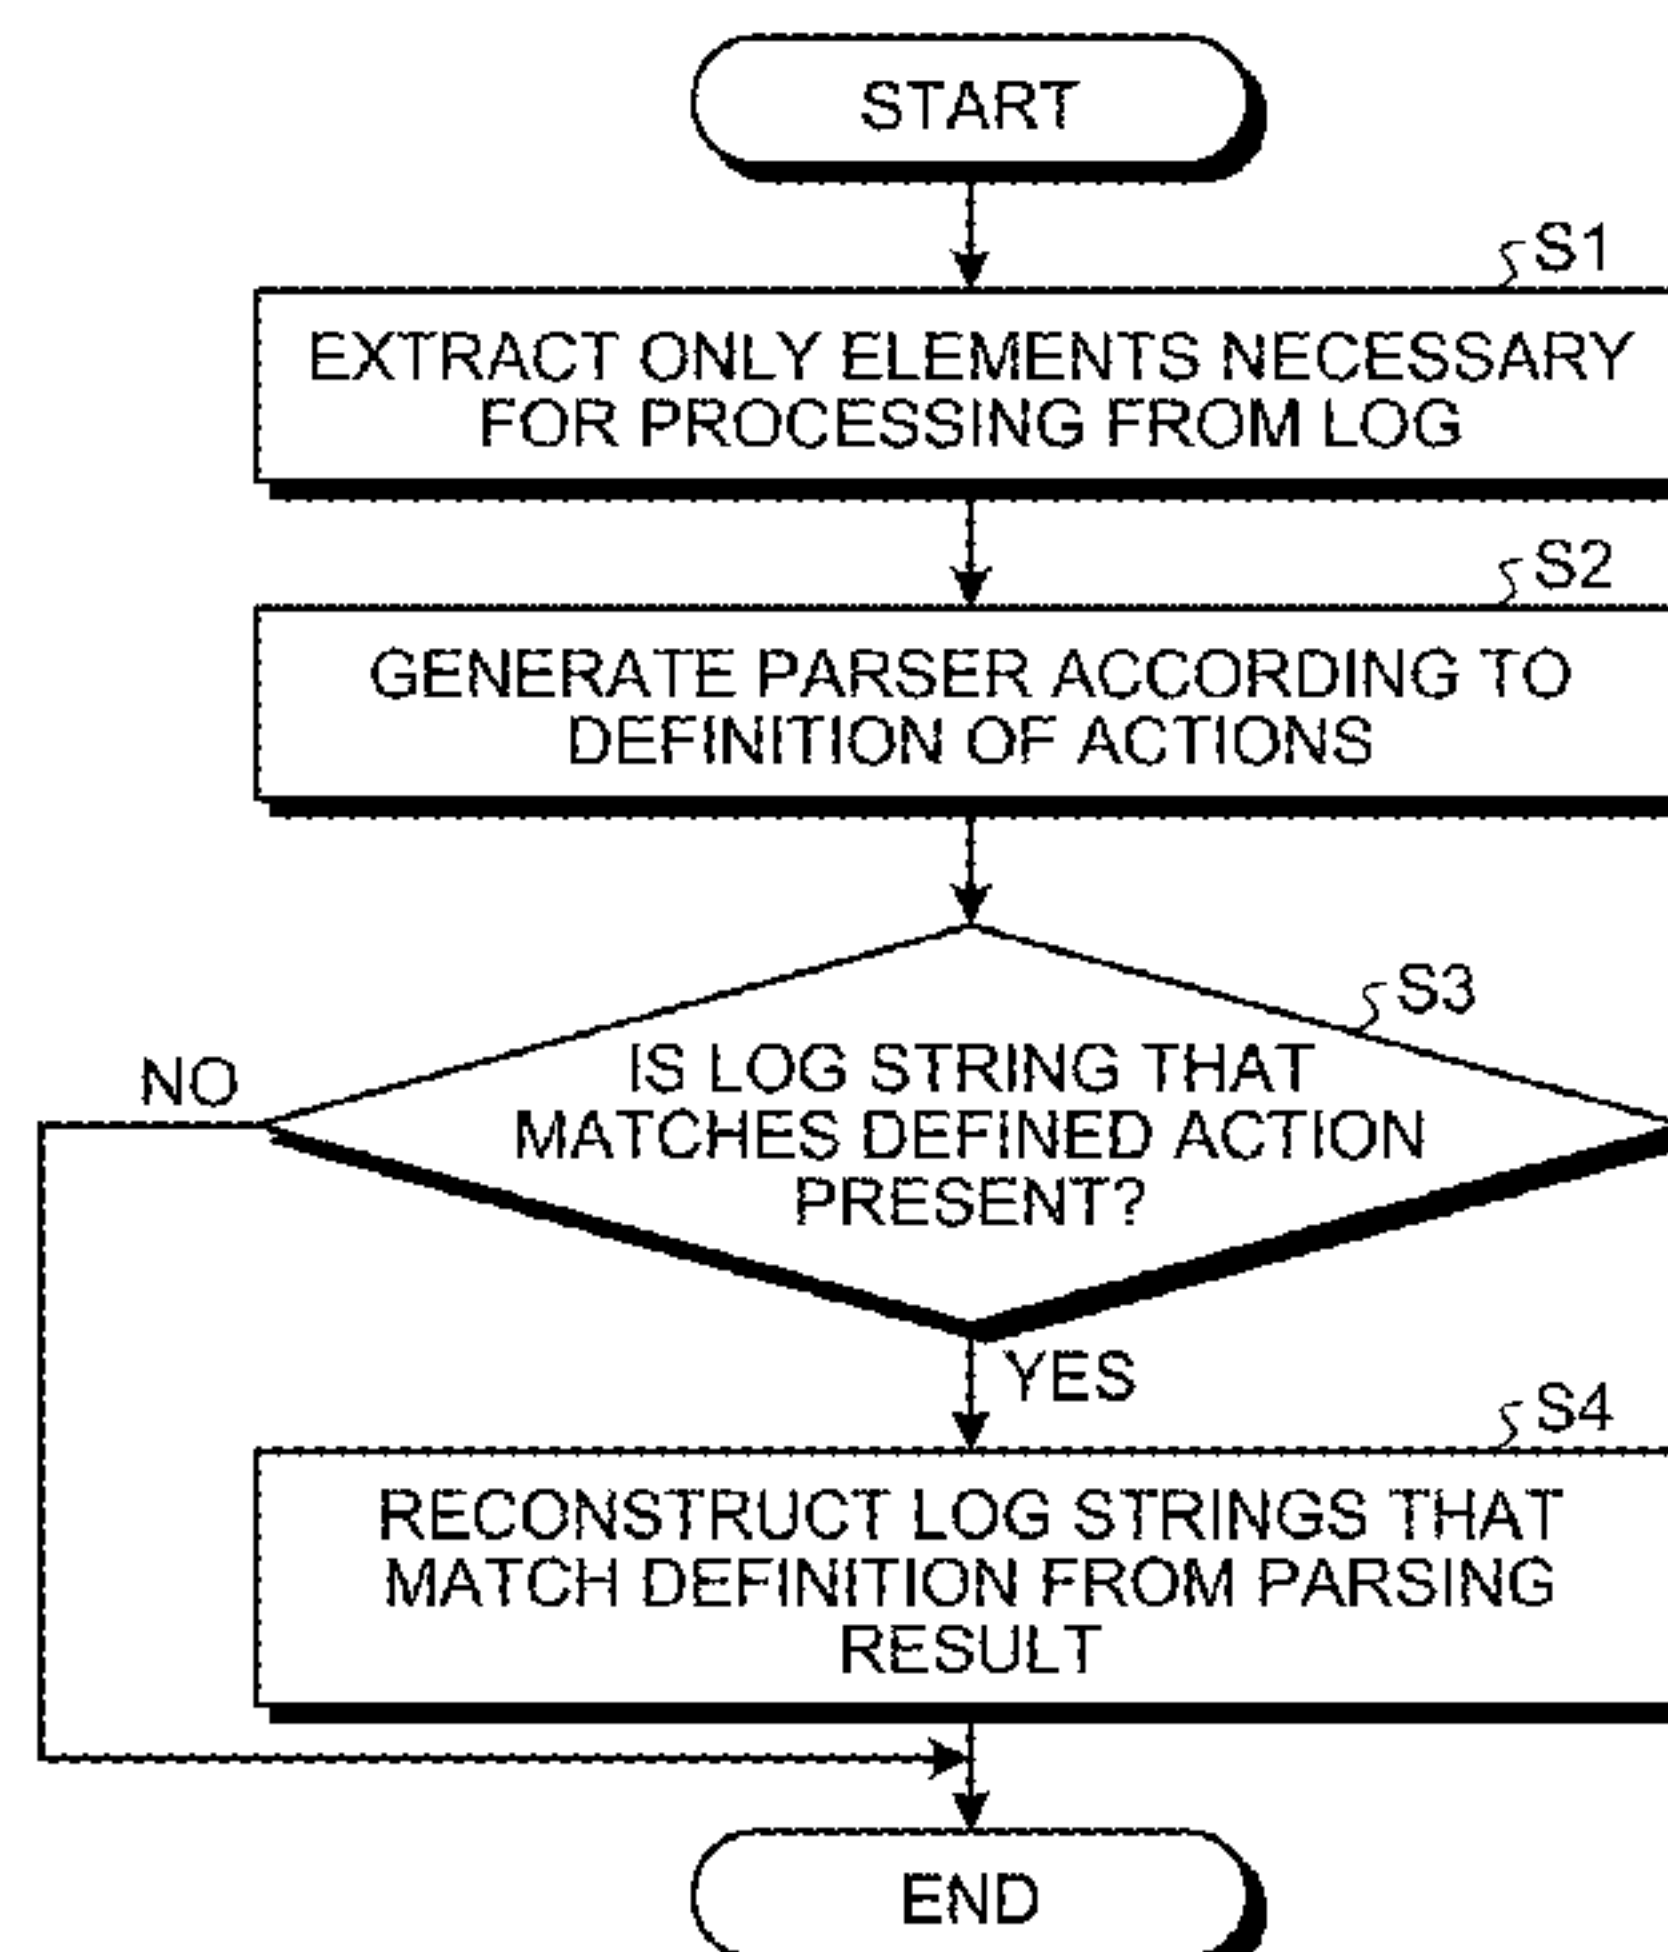 START
S1
EXTRACT ONLY ELEMENTS NECESSARY
FOR PROCESSING FROM LOG
S2
GENERATE PARSER ACCORDING TO
DEFINITION OF ACTIONS
S3
IS LOG STRING THAT
MATCHES DEFINED ACTION
PRESENT?
NO
YES
S4
RECONSTRUCT LOG STRINGS THAT
MATCH DEFINITION FROM PARSING
RESULT
END